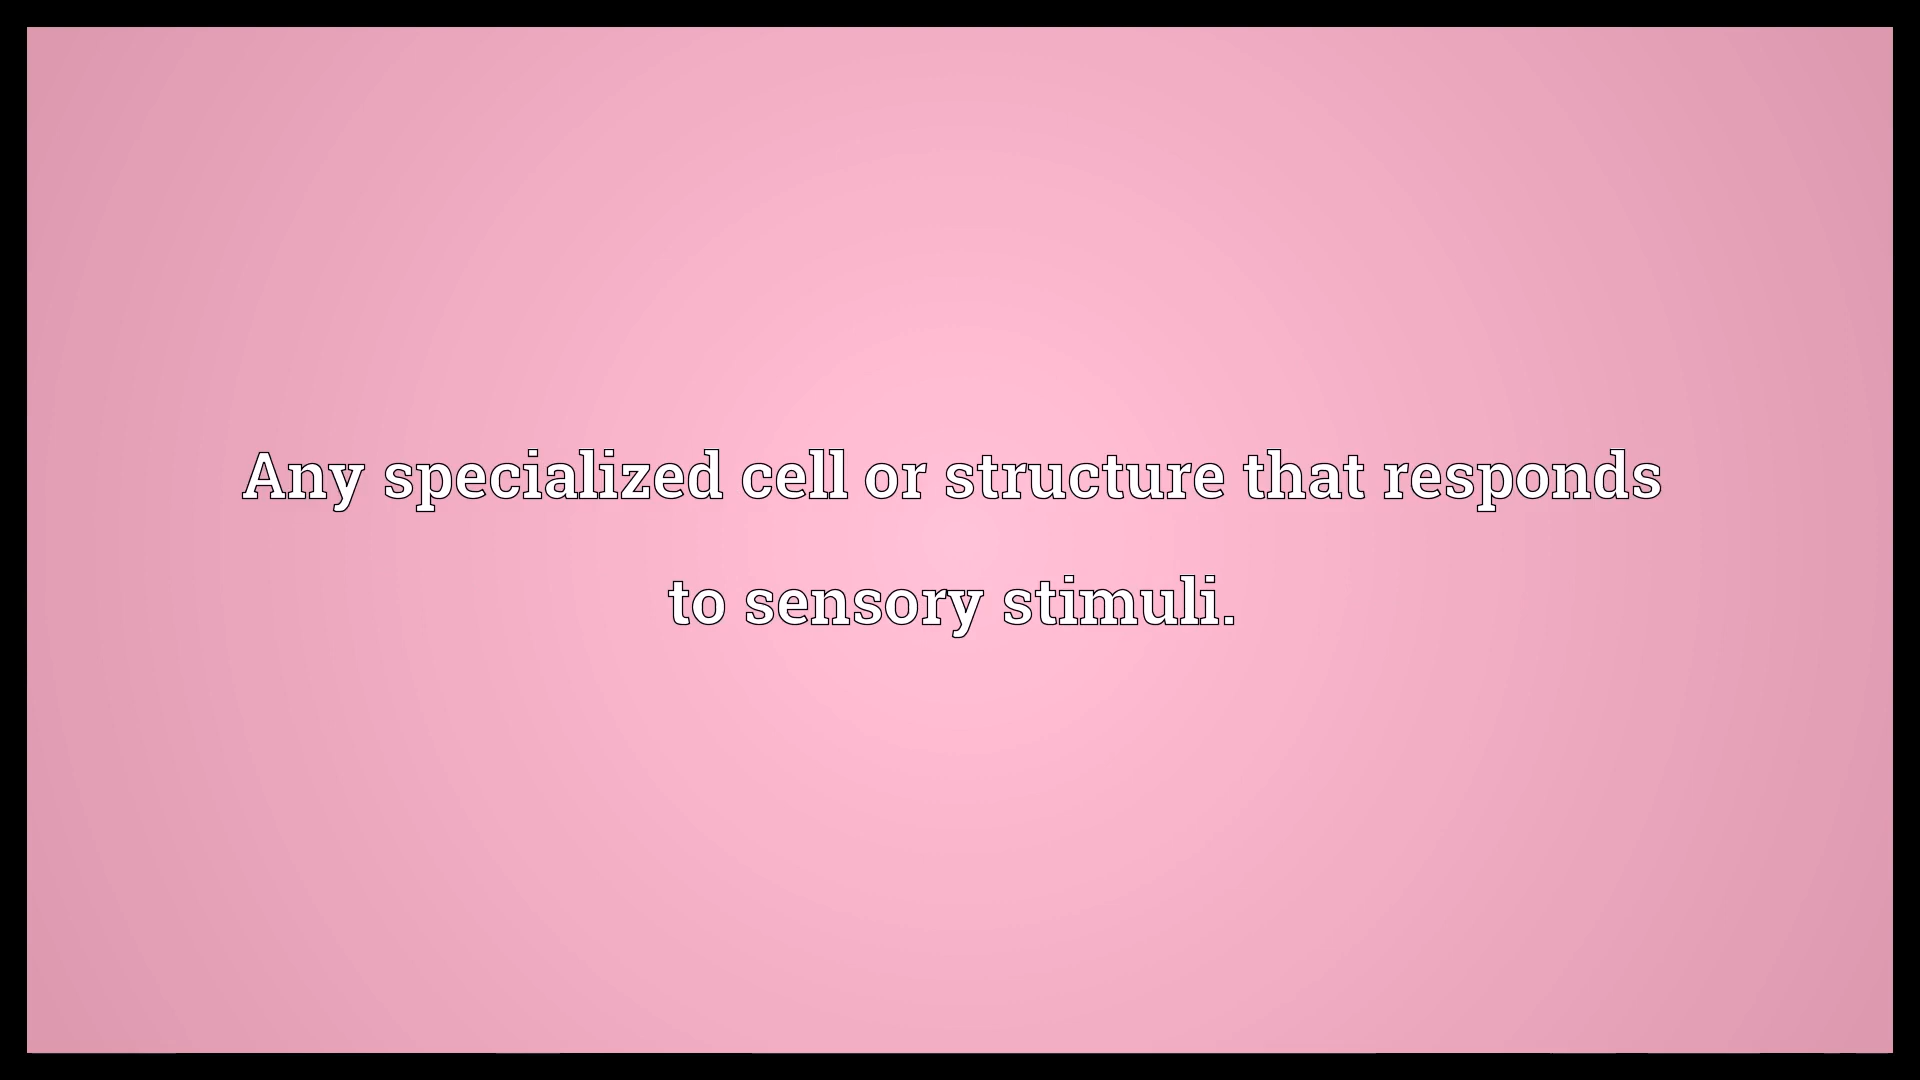 Any specialized cell or structure that responds
to sensory stimuli.